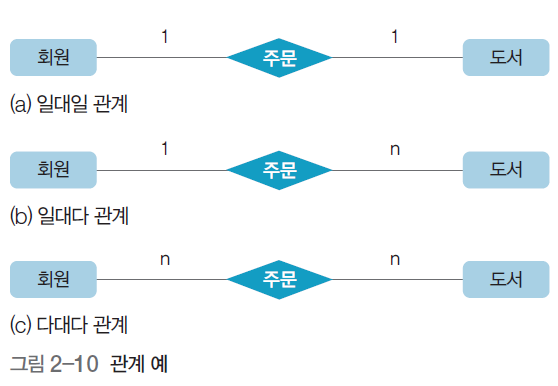 1 1
회원 주문 도서
(a) 일대일 관계
1 n
회원 주문 도서
(b) 일대다 관계
n n
회원 주문 도서
(c) 다대다 관계
그림 2-10 관계 예